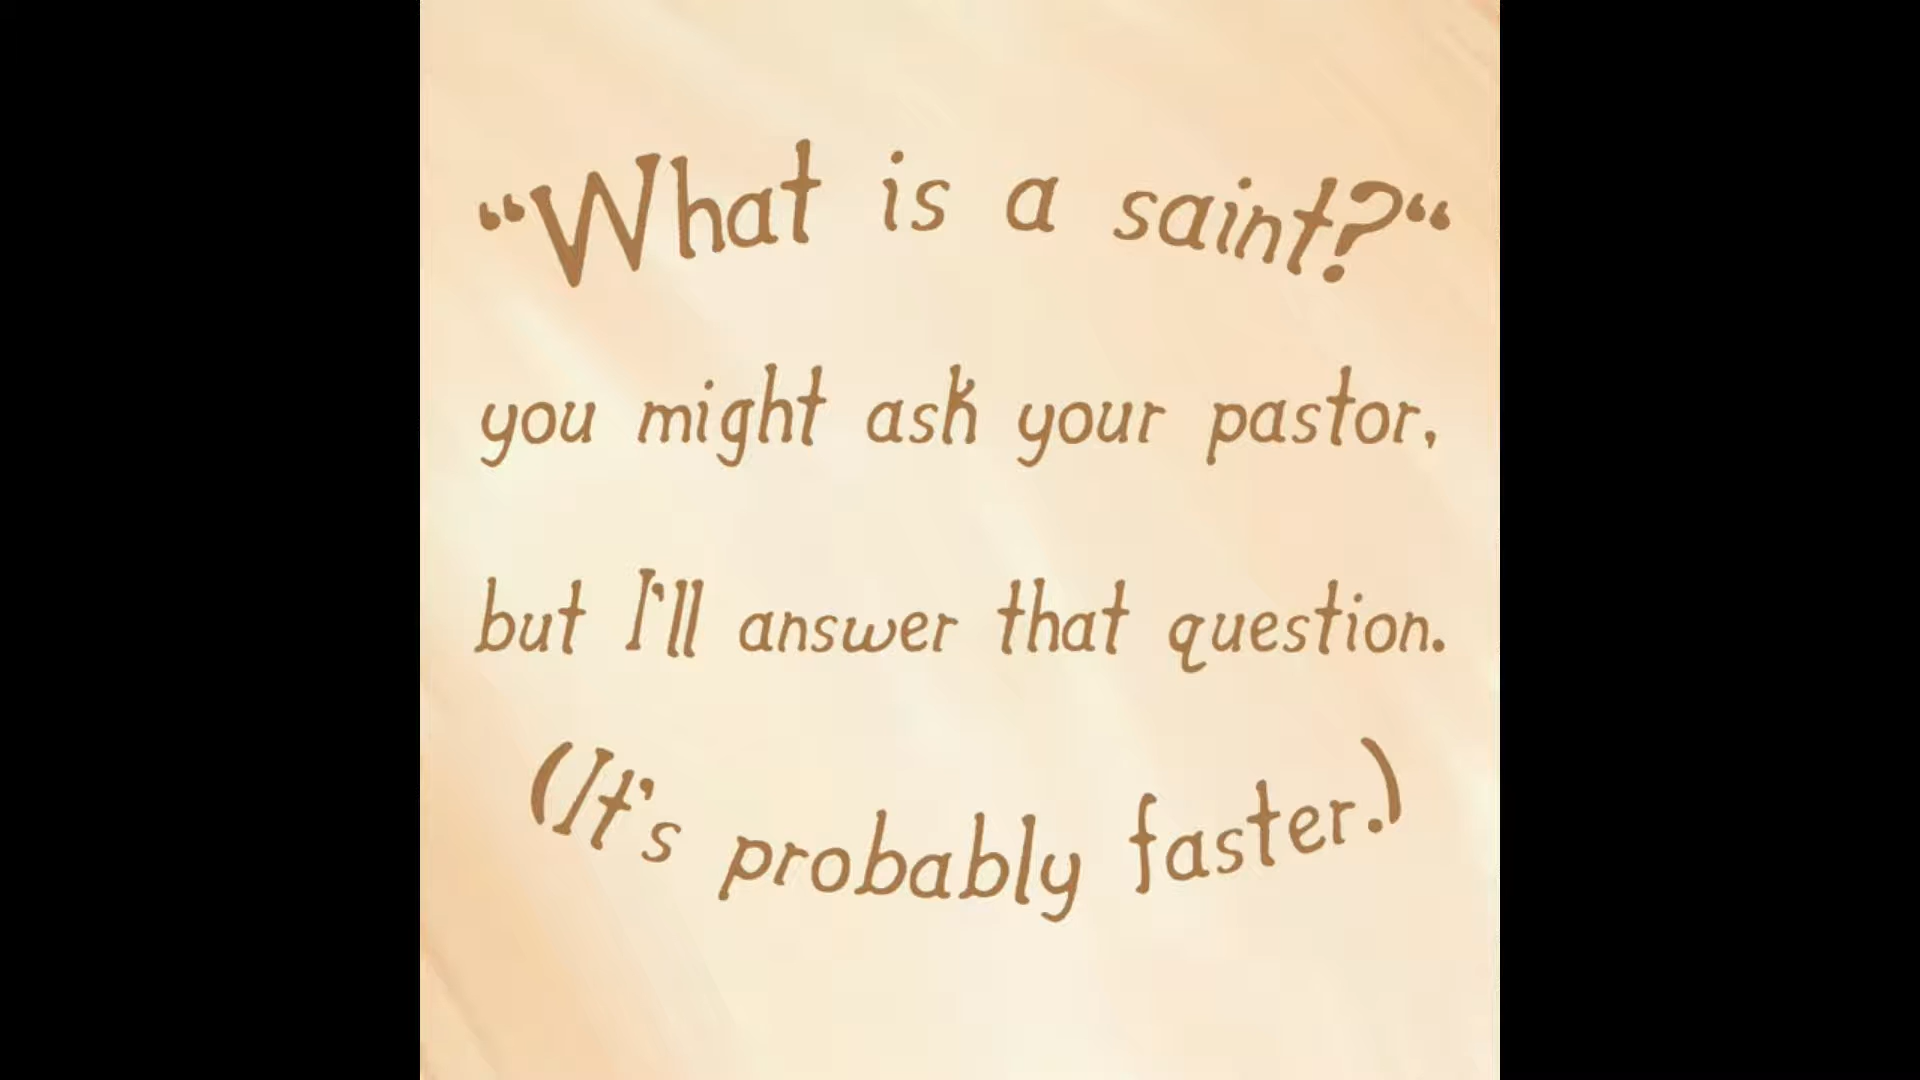 “What is a saint?“
you might ask your pastor,
but I'll answer that question.
(It's probably faster.)